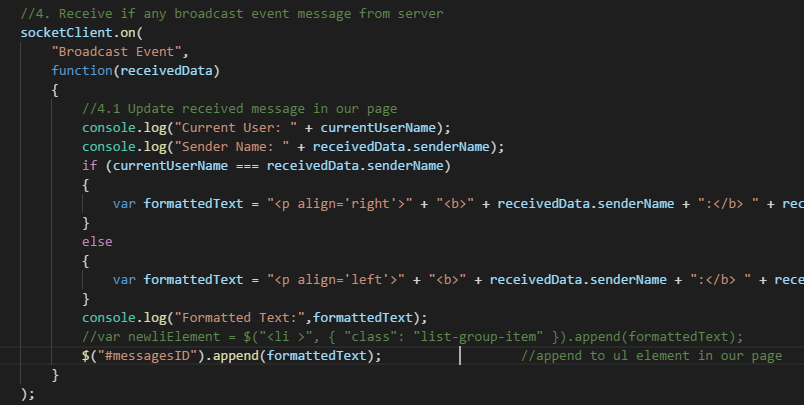 //4. Receive if any broadcast event message from server
socketClient.on(
"Broadcast Event",
function(receivedData)
{
//4.1 Update received message in our page
console.log("Current User: " + currentUserName);
console.log("Sender Name: " + receivedData.senderName);
if (currentUserName === receivedData.senderName)
{
var formattedText = "<p align='right'>" + "<b>" + receivedData.senderName + ":</b> " + rec
}
else
{
var formattedText = "<p align='left'>" + "<b>" + receivedData.senderName + ":</b> " + rece
}
console.log("Formatted Text:",formattedText);
//var newliElement = $("<li >", { "class": "list-group-item" }).append(formattedText);
$("#messagesID").append(formattedText); //append to ul element in our page
}
);